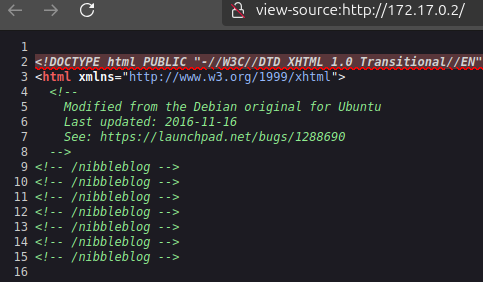 view-source:http://172.17.0.2/
1
2 <!DOCTYPE html PUBLIC "-//W3C//DTD XHTML 1.0 Transitional//EN"
3 <html xmlns="http://www.w3.org/1999/xhtml">
4 <!--
5 Modified from the Debian original for Ubuntu
6 Last updated: 2016-11-16
7 See: https://launchpad.net/bugs/1288690
8 -->
9 <!-- /nibbleblog -->
10 <!-- /nibbleblog -->
11 <!-- /nibbleblog -->
12 <!-- /nibbleblog -->
13 <!-- /nibbleblog -->
14 <!-- /nibbleblog -->
15 <!-- /nibbleblog -->
16